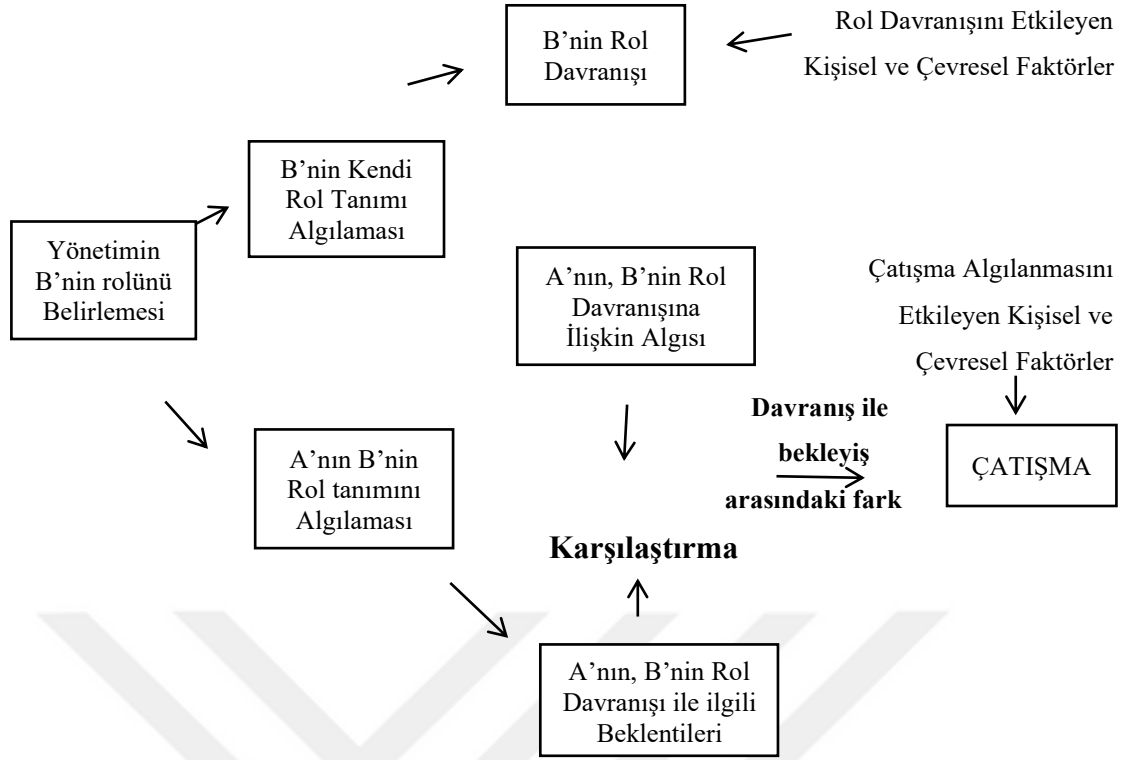 B’nin Rol
Davranışı
Rol Davranışını Etkileyen
Kişisel ve Çevresel Faktörler
B’nin Kendi
Rol Tanımı
Algılaması
Yönetimin
B’nin rolünü
Belirlemesi
A’nın, B’nin Rol
Davranışına
İlişkin Algısı
Çatışma Algılanmasını
Etkileyen Kişisel ve
Çevresel Faktörler
Davranış ile
bekleyiş
arasındaki fark
ÇATIŞMA
A’nın B’nin
Rol tanımını
Algılaması
Karşılaştırma
A’nın, B’nin Rol
Davranışı ile ilgili
Beklentileri